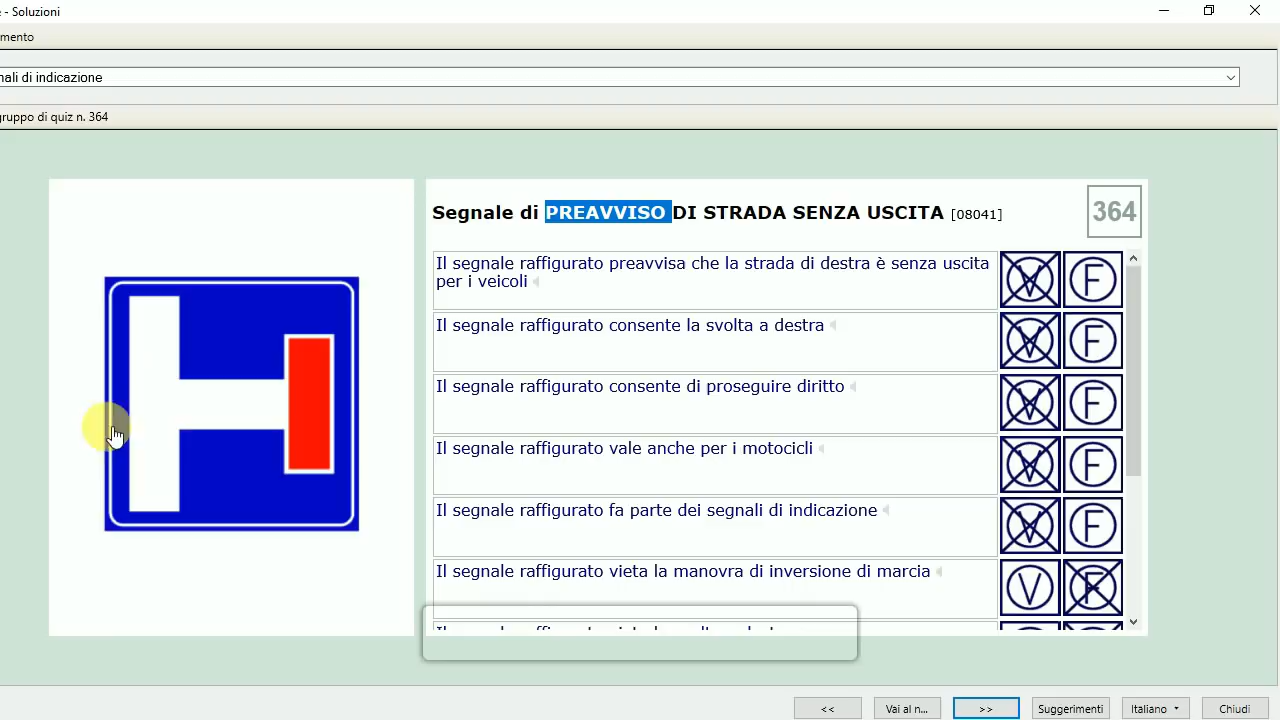 - Soluzioni
mento
nali di indicazione
gruppo di quiz n. 364
Segnale di PREAVVISO DI STRADA SENZA USCITA [08041]
364
Il segnale raffigurato preavvisa che la strada di destra è senza uscita
per i veicoli
V F
Il segnale raffigurato consente la svolta a destra
V F
Il segnale raffigurato consente di proseguire diritto
V F
Il segnale raffigurato vale anche per i motocicli
V F
Il segnale raffigurato fa parte dei segnali di indicazione
V F
Il segnale raffigurato vieta la manovra di inversione di marcia
V F
<< Vai al n... >> Suggerimenti Italiano Chiudi